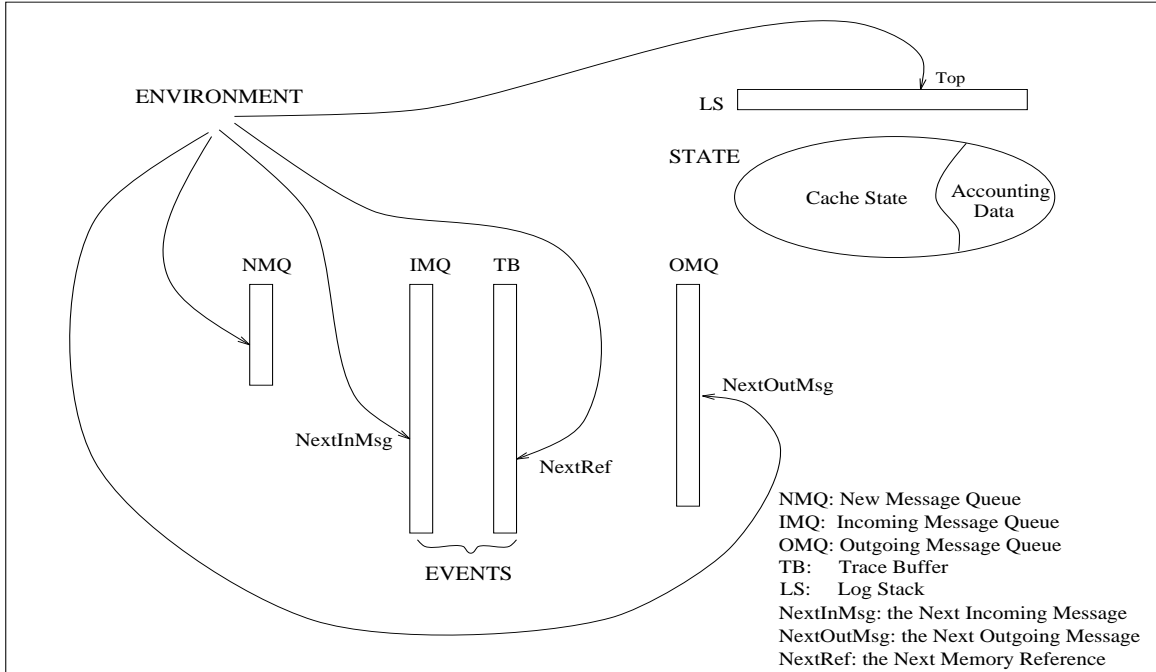 Top
ENVIRONMENT
LS
STATE
Cache State
Accounting
Data
NMQ
IMQ
TB
OMQ
NextOutMsg
NextInMsg
NextRef
EVENTS
NMQ: New Message Queue
IMQ: Incoming Message Queue
OMQ: Outgoing Message Queue
TB: Trace Buffer
LS: Log Stack
NextInMsg: the Next Incoming Message
NextOutMsg: the Next Outgoing Message
NextRef: the Next Memory Reference